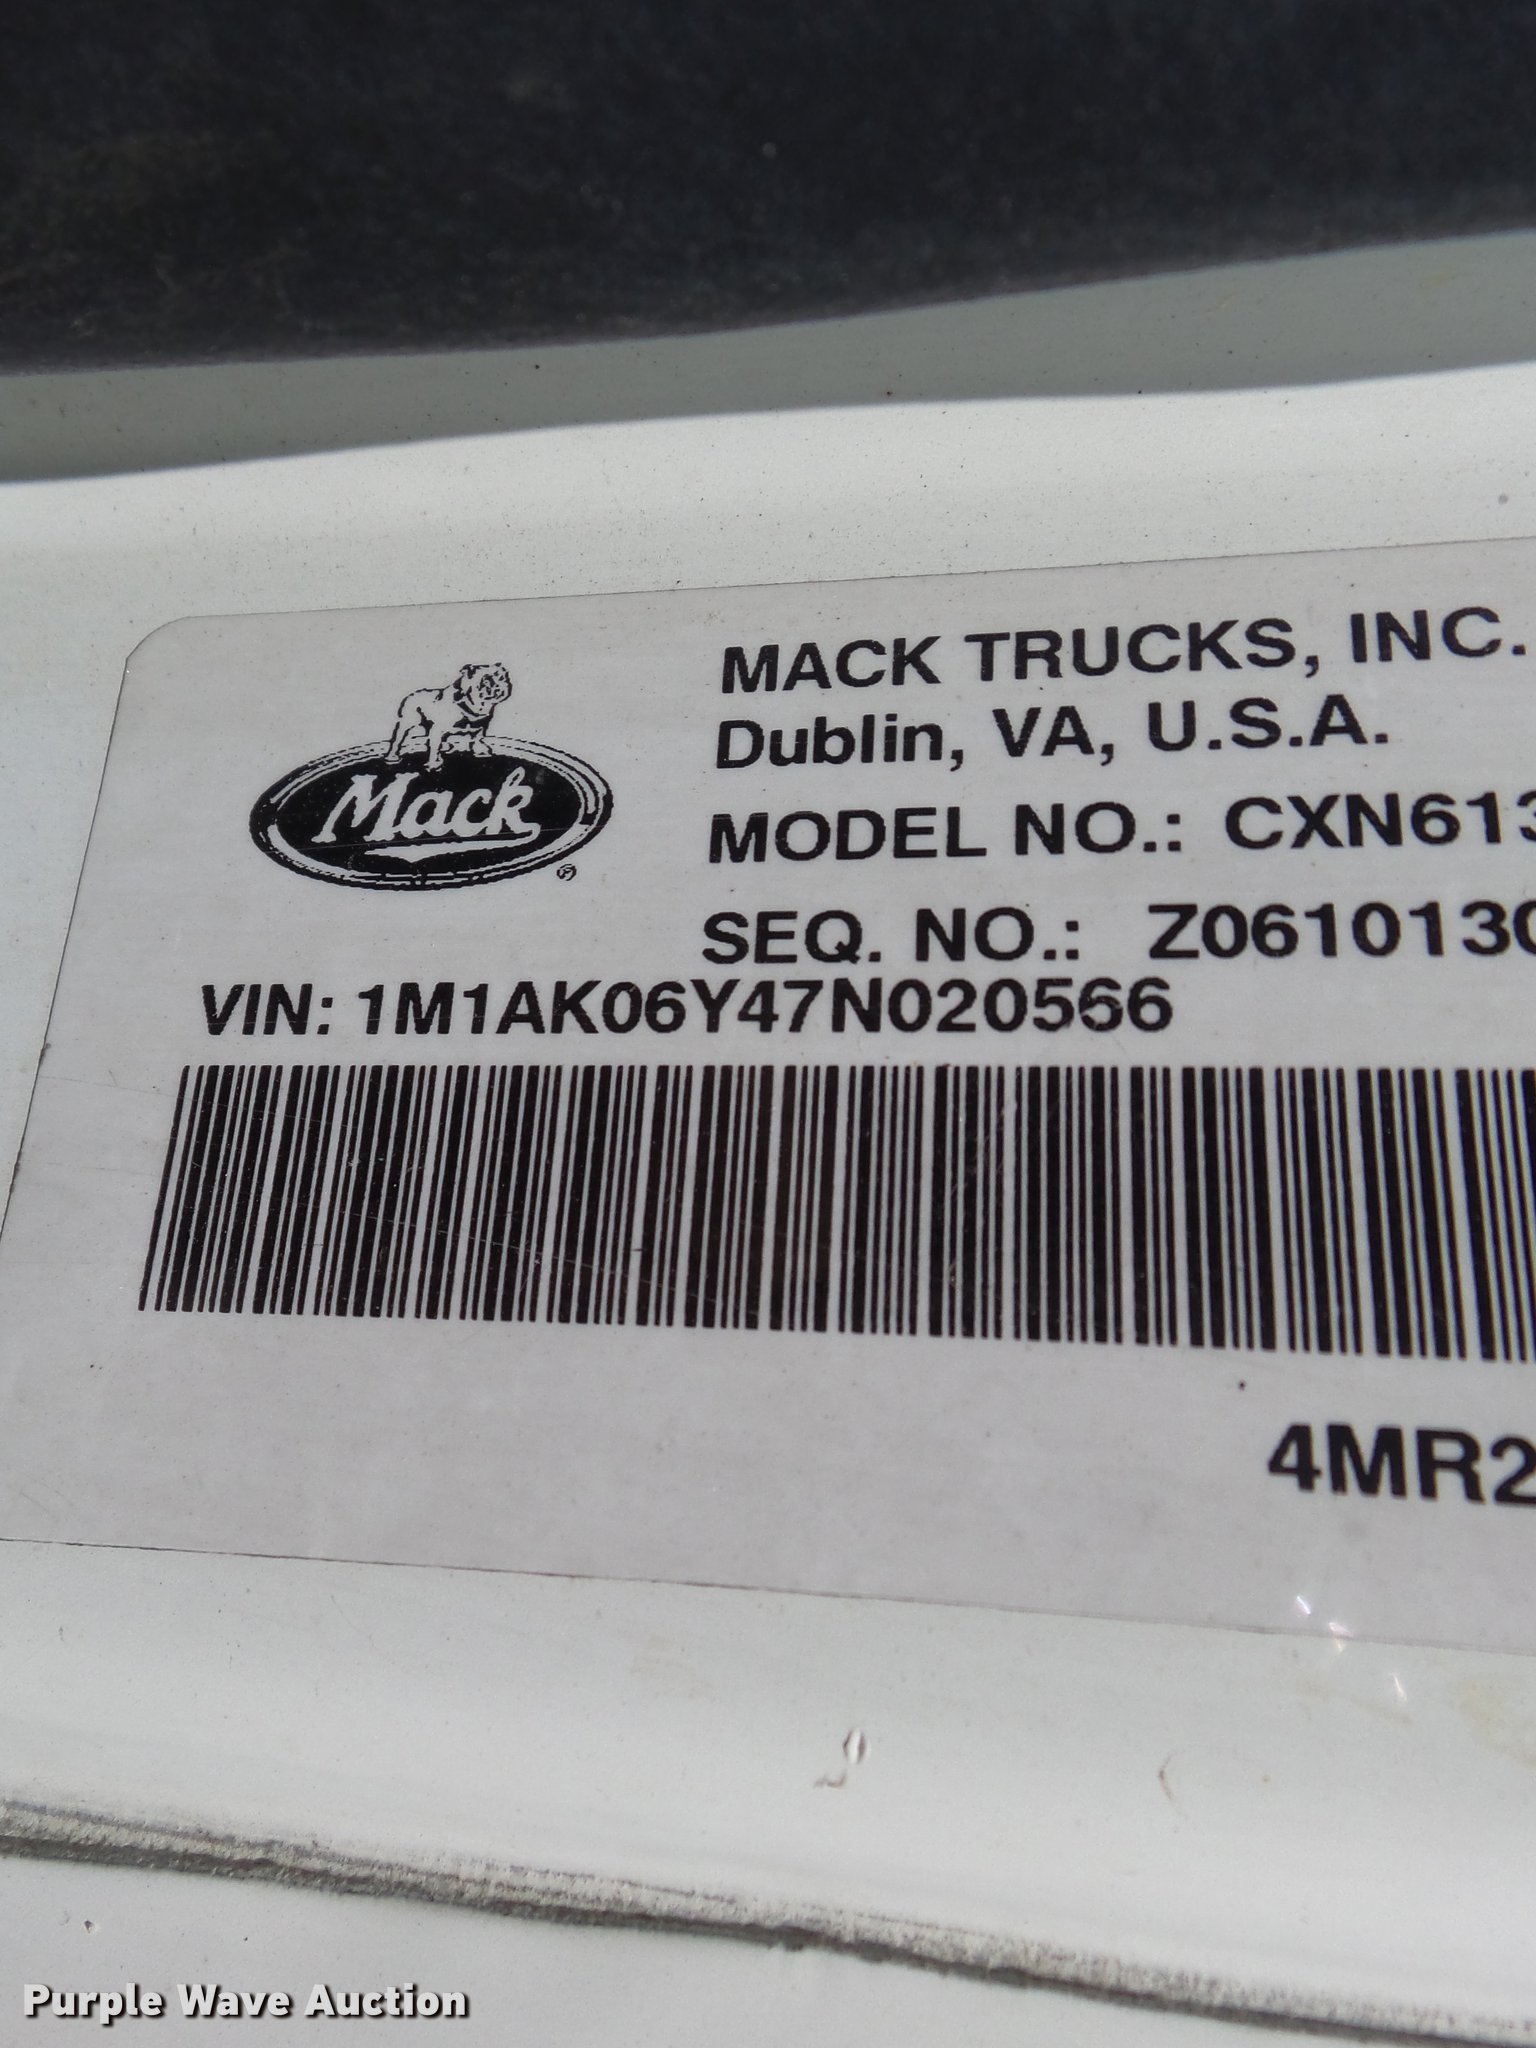 MACK TRUCKS, INC.
Dublin, VA, U.S.A.
Mack
®
MODEL NO.: CXN613
SEQ. NO.: Z0610130
VIN: 1M1AK06Y47N020566
4MR2
Purple Wave Auction